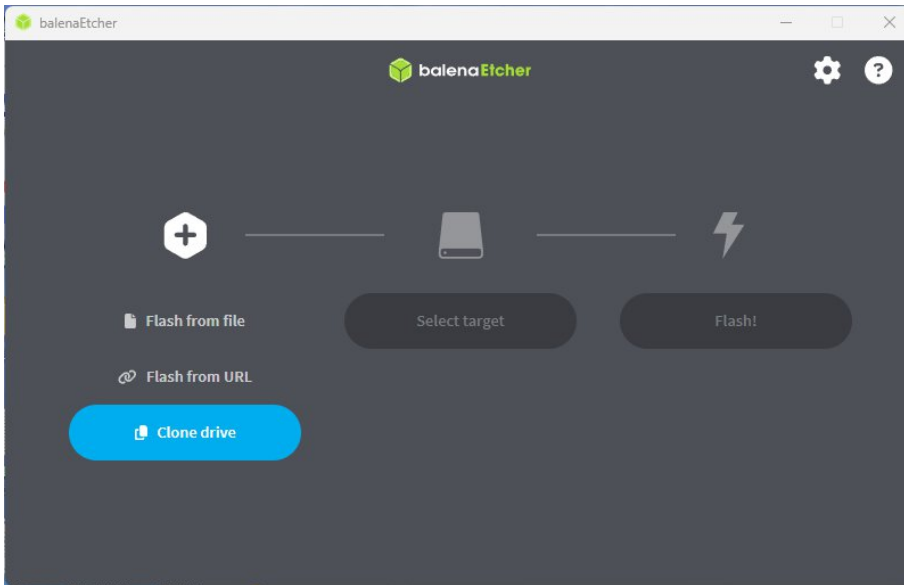 balenaEtcher
balenaEtcher
?
Flash from file
Select target
Flash!
Flash from URL
Clone drive